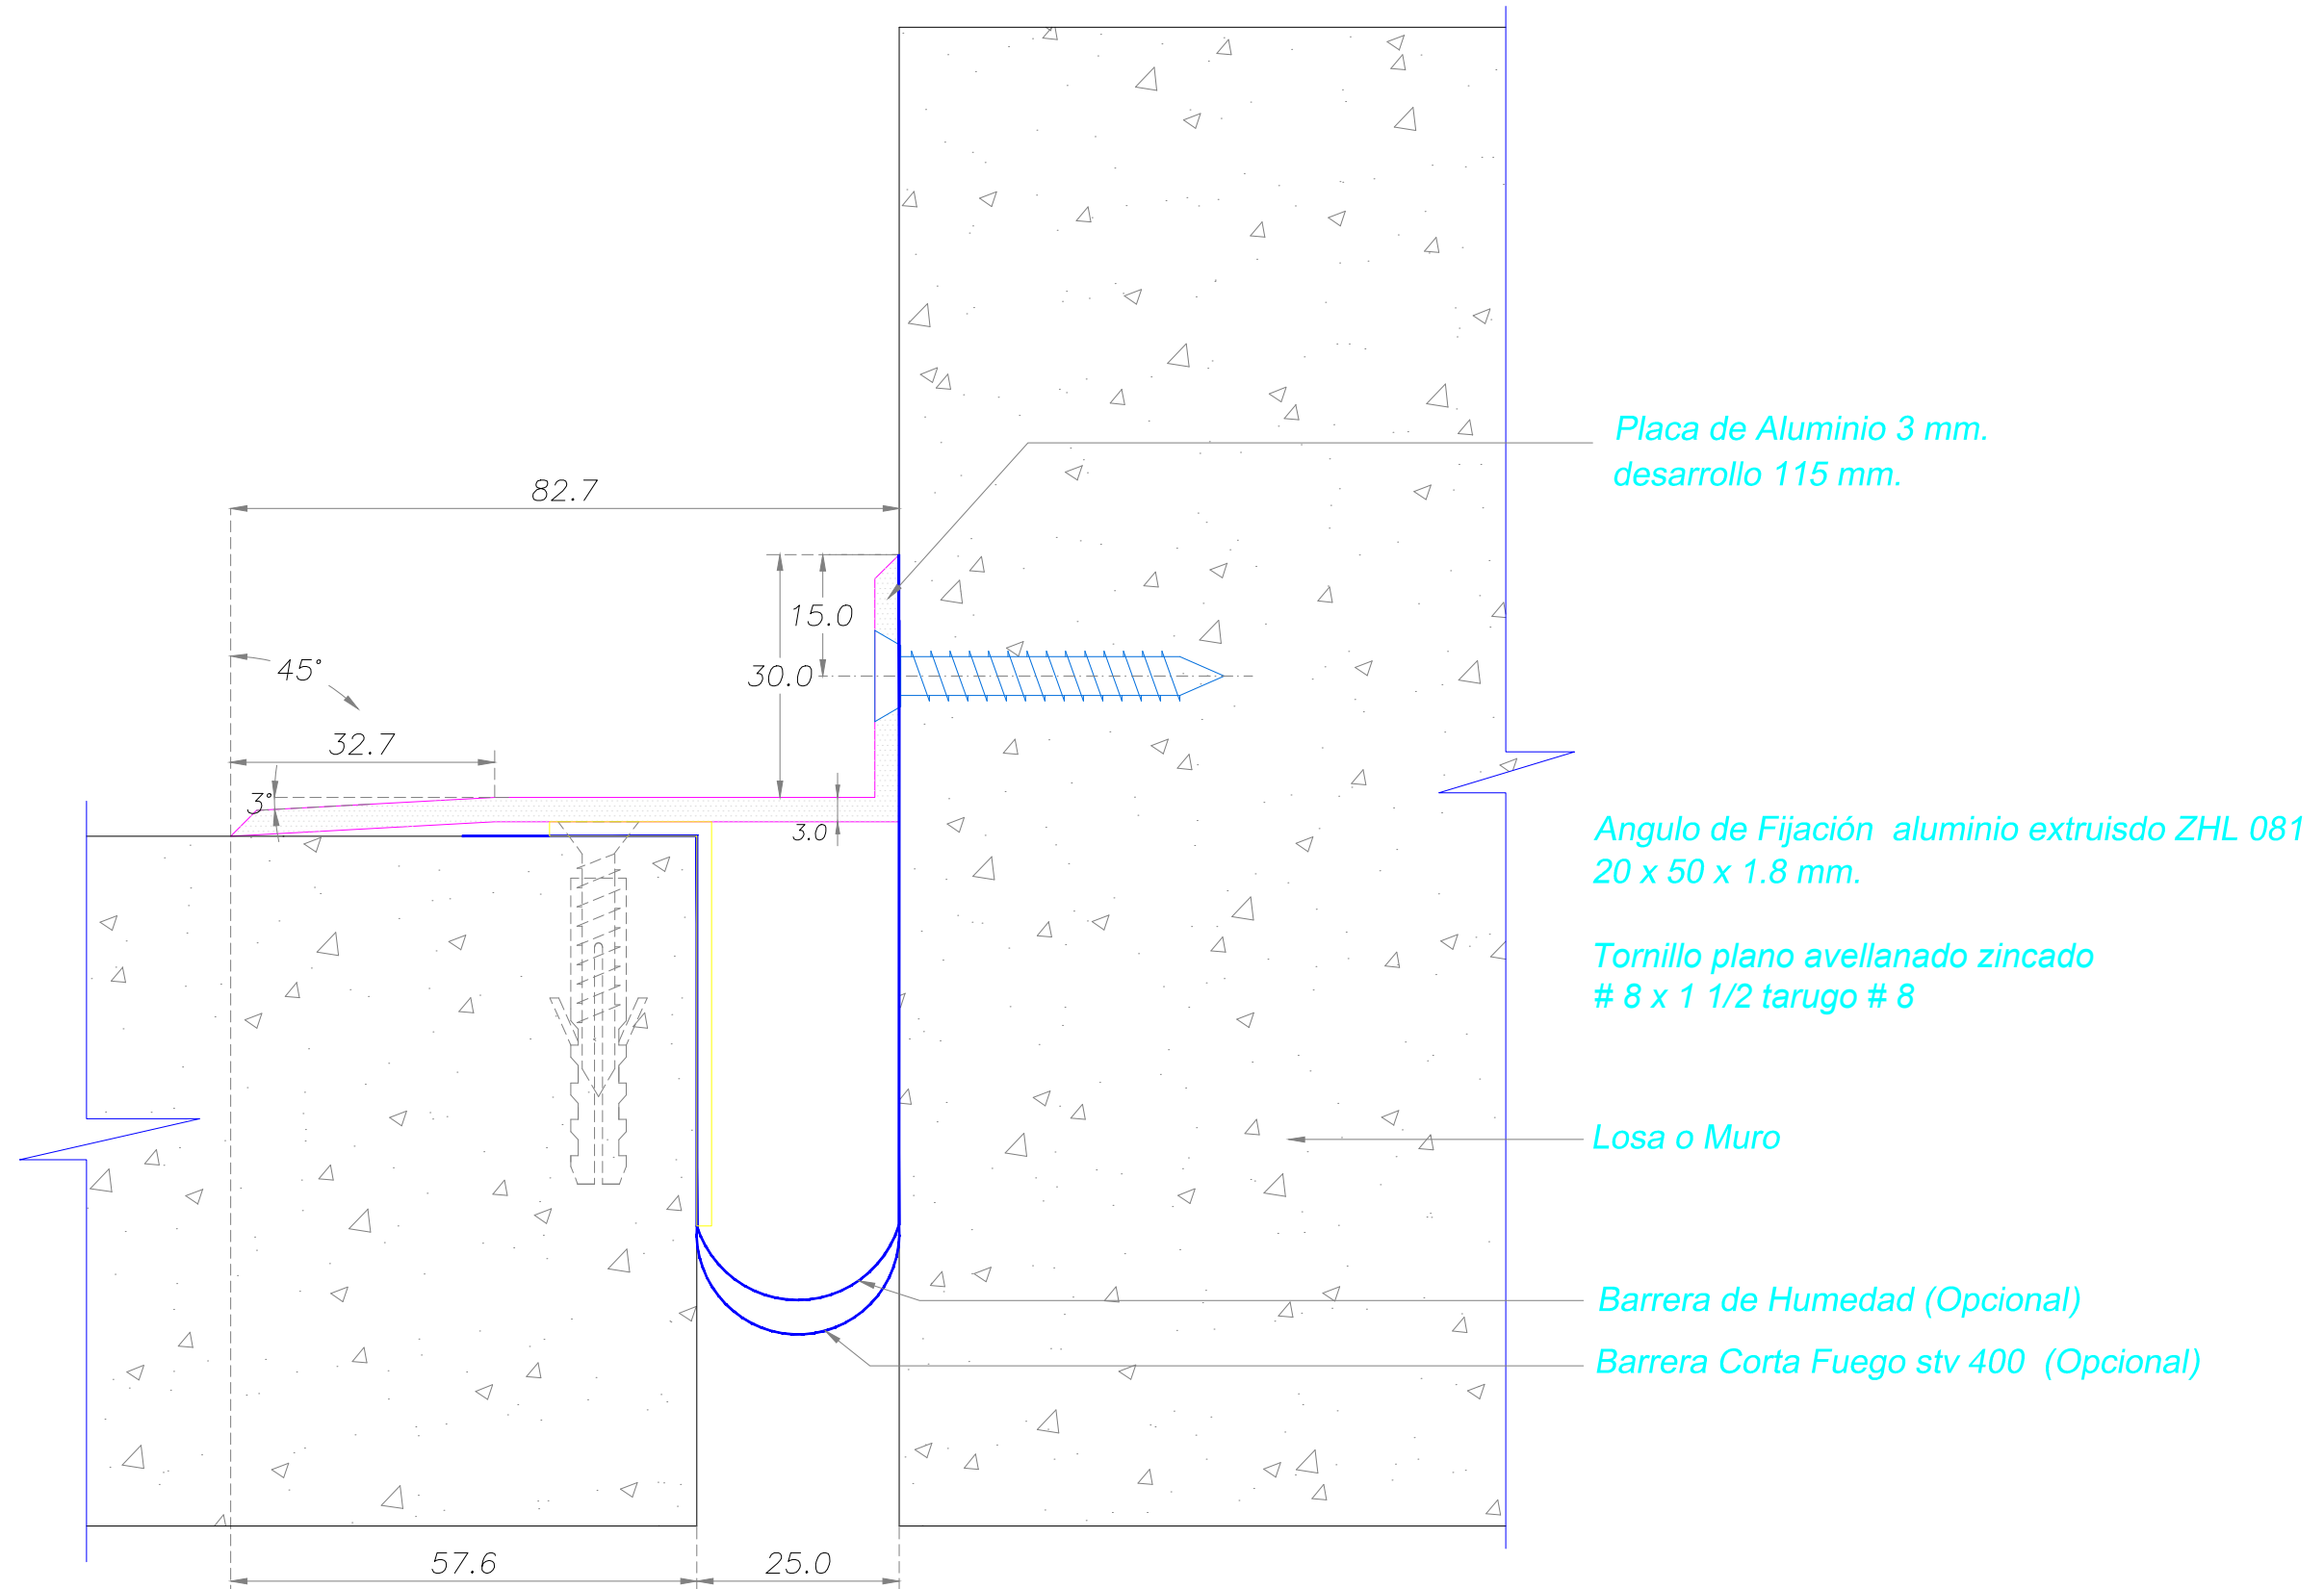 Placa de Aluminio 3 mm.
desarrollo 115 mm.
82.7
15.0
30.0
45°
32.7
3°
3.0
Angulo de Fijación  aluminio extruisdo ZHL 081
20 x 50 x 1.8 mm.
Tornillo plano avellanado zincado
# 8 x 1 1/2 tarugo # 8
Losa o Muro
Barrera de Humedad (Opcional)
Barrera Corta Fuego stv 400  (Opcional)
57.6
25.0